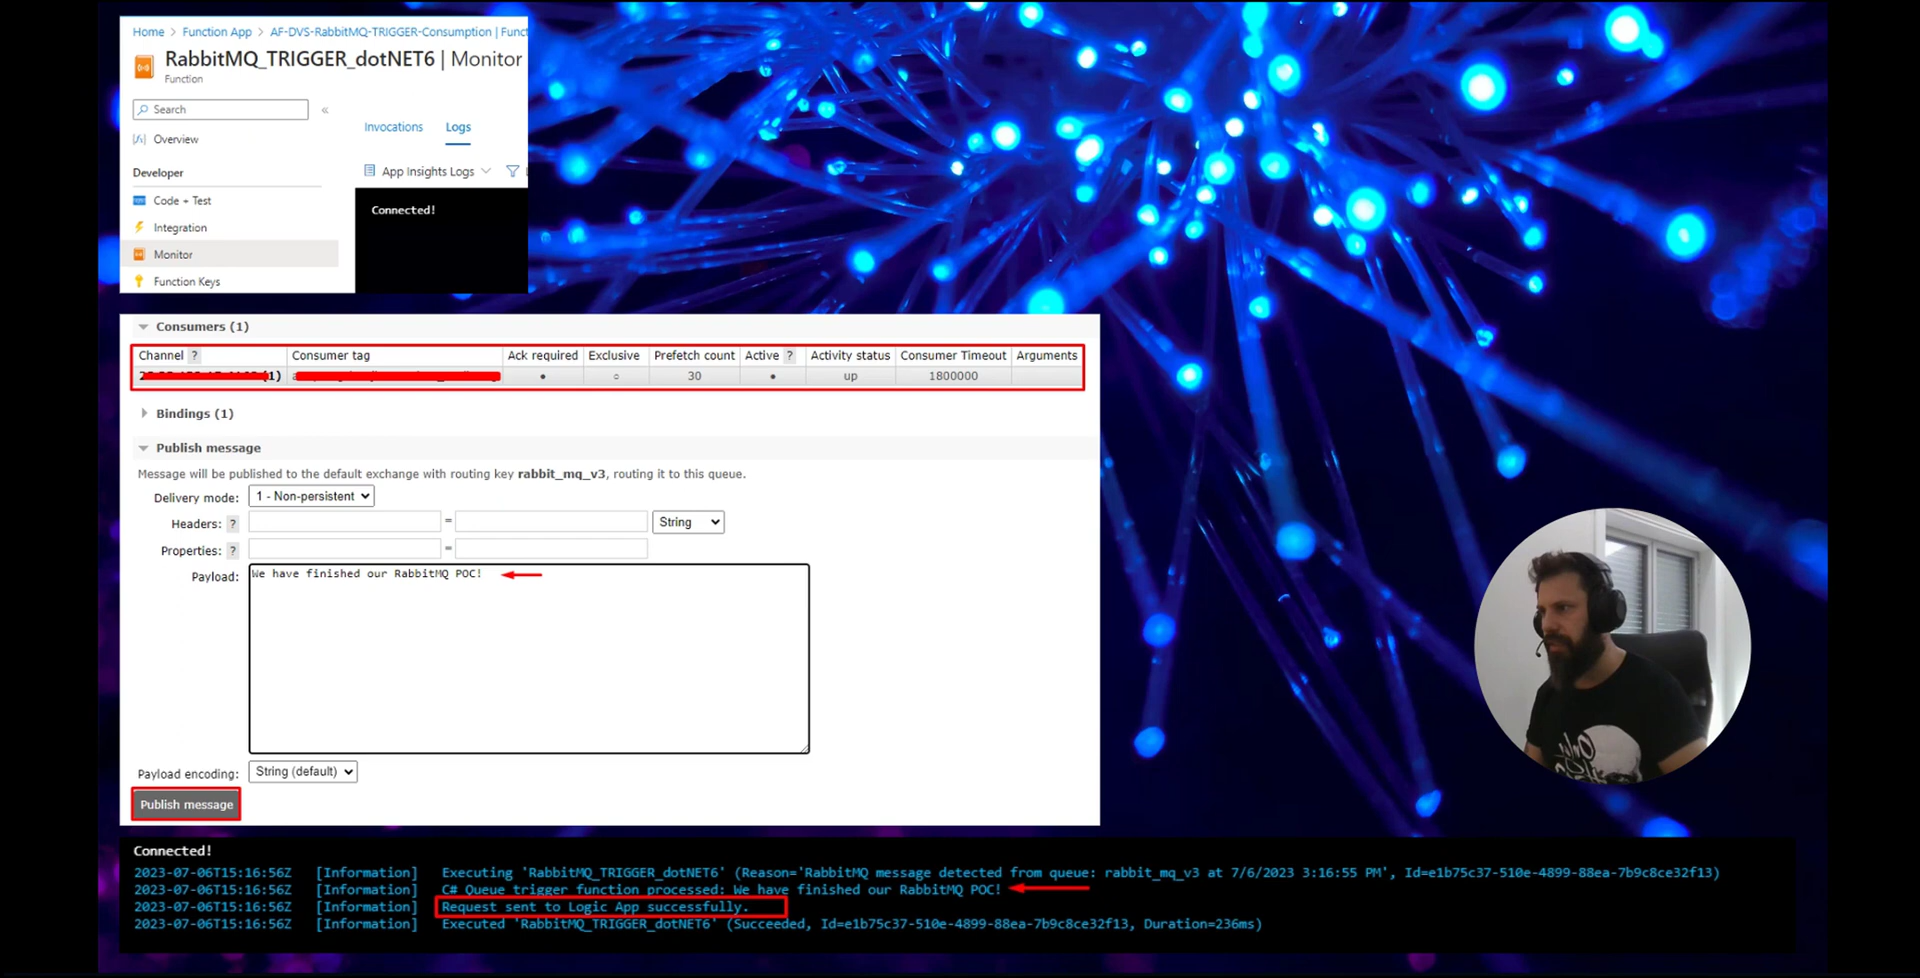 Home > Function App > AF-DVS-RabbitMQ-TRIGGER-Consumption | Funct
RabbitMQ_TRIGGER_dotNET6 | Monitor
Function
Search «
Overview
Developer
Code + Test
Integration
Monitor
Function Keys
Invocations Logs
App Insights Logs
Connected!
Consumers (1)
Channel ? Consumer tag Ack required Exclusive Prefetch count Active ? Activity status Consumer Timeout Arguments
(1) ● ○ 30 ● up 1800000
Bindings (1)
Publish message
Message will be published to the default exchange with routing key rabbit_mq_v3, routing it to this queue.
Delivery mode: 1 - Non-persistent
Headers: ? = String
Properties: ? =
Payload: We have finished our RabbitMQ POC!
Payload encoding: String (default)
Publish message
Connected!
2023-07-06T15:16:56Z [Information] Executing 'RabbitMQ_TRIGGER_dotNET6' (Reason='RabbitMQ message detected from queue: rabbit_mq_v3 at 7/6/2023 3:16:55 PM', Id=e1b75c37-510e-4899-88ea-7b9c8ce32f13)
2023-07-06T15:16:56Z [Information] C# Queue trigger function processed: We have finished our RabbitMQ POC!
2023-07-06T15:16:56Z [Information] Request sent to Logic App successfully.
2023-07-06T15:16:56Z [Information] Executed 'RabbitMQ_TRIGGER_dotNET6' (Succeeded, Id=e1b75c37-510e-4899-88ea-7b9c8ce32f13, Duration=236ms)